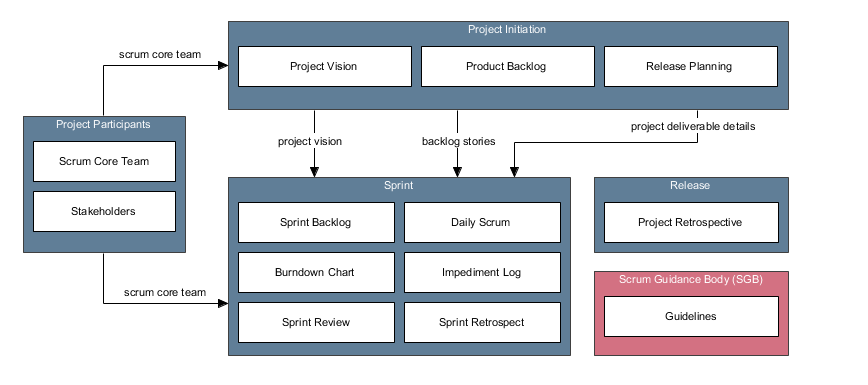 Project Initiation
scrum core team
Project Vision
Product Backlog
Release Planning
Project Participants
project deliverable details
project vision
backlog stories
Scrum Core Team
Sprint
Release
Stakeholders
Sprint Backlog
Daily Scrum
Project Retrospective
Burndown Chart
Impediment Log
Scrum Guidance Body (SGB)
scrum core team
Guidelines
Sprint Review
Sprint Retrospect